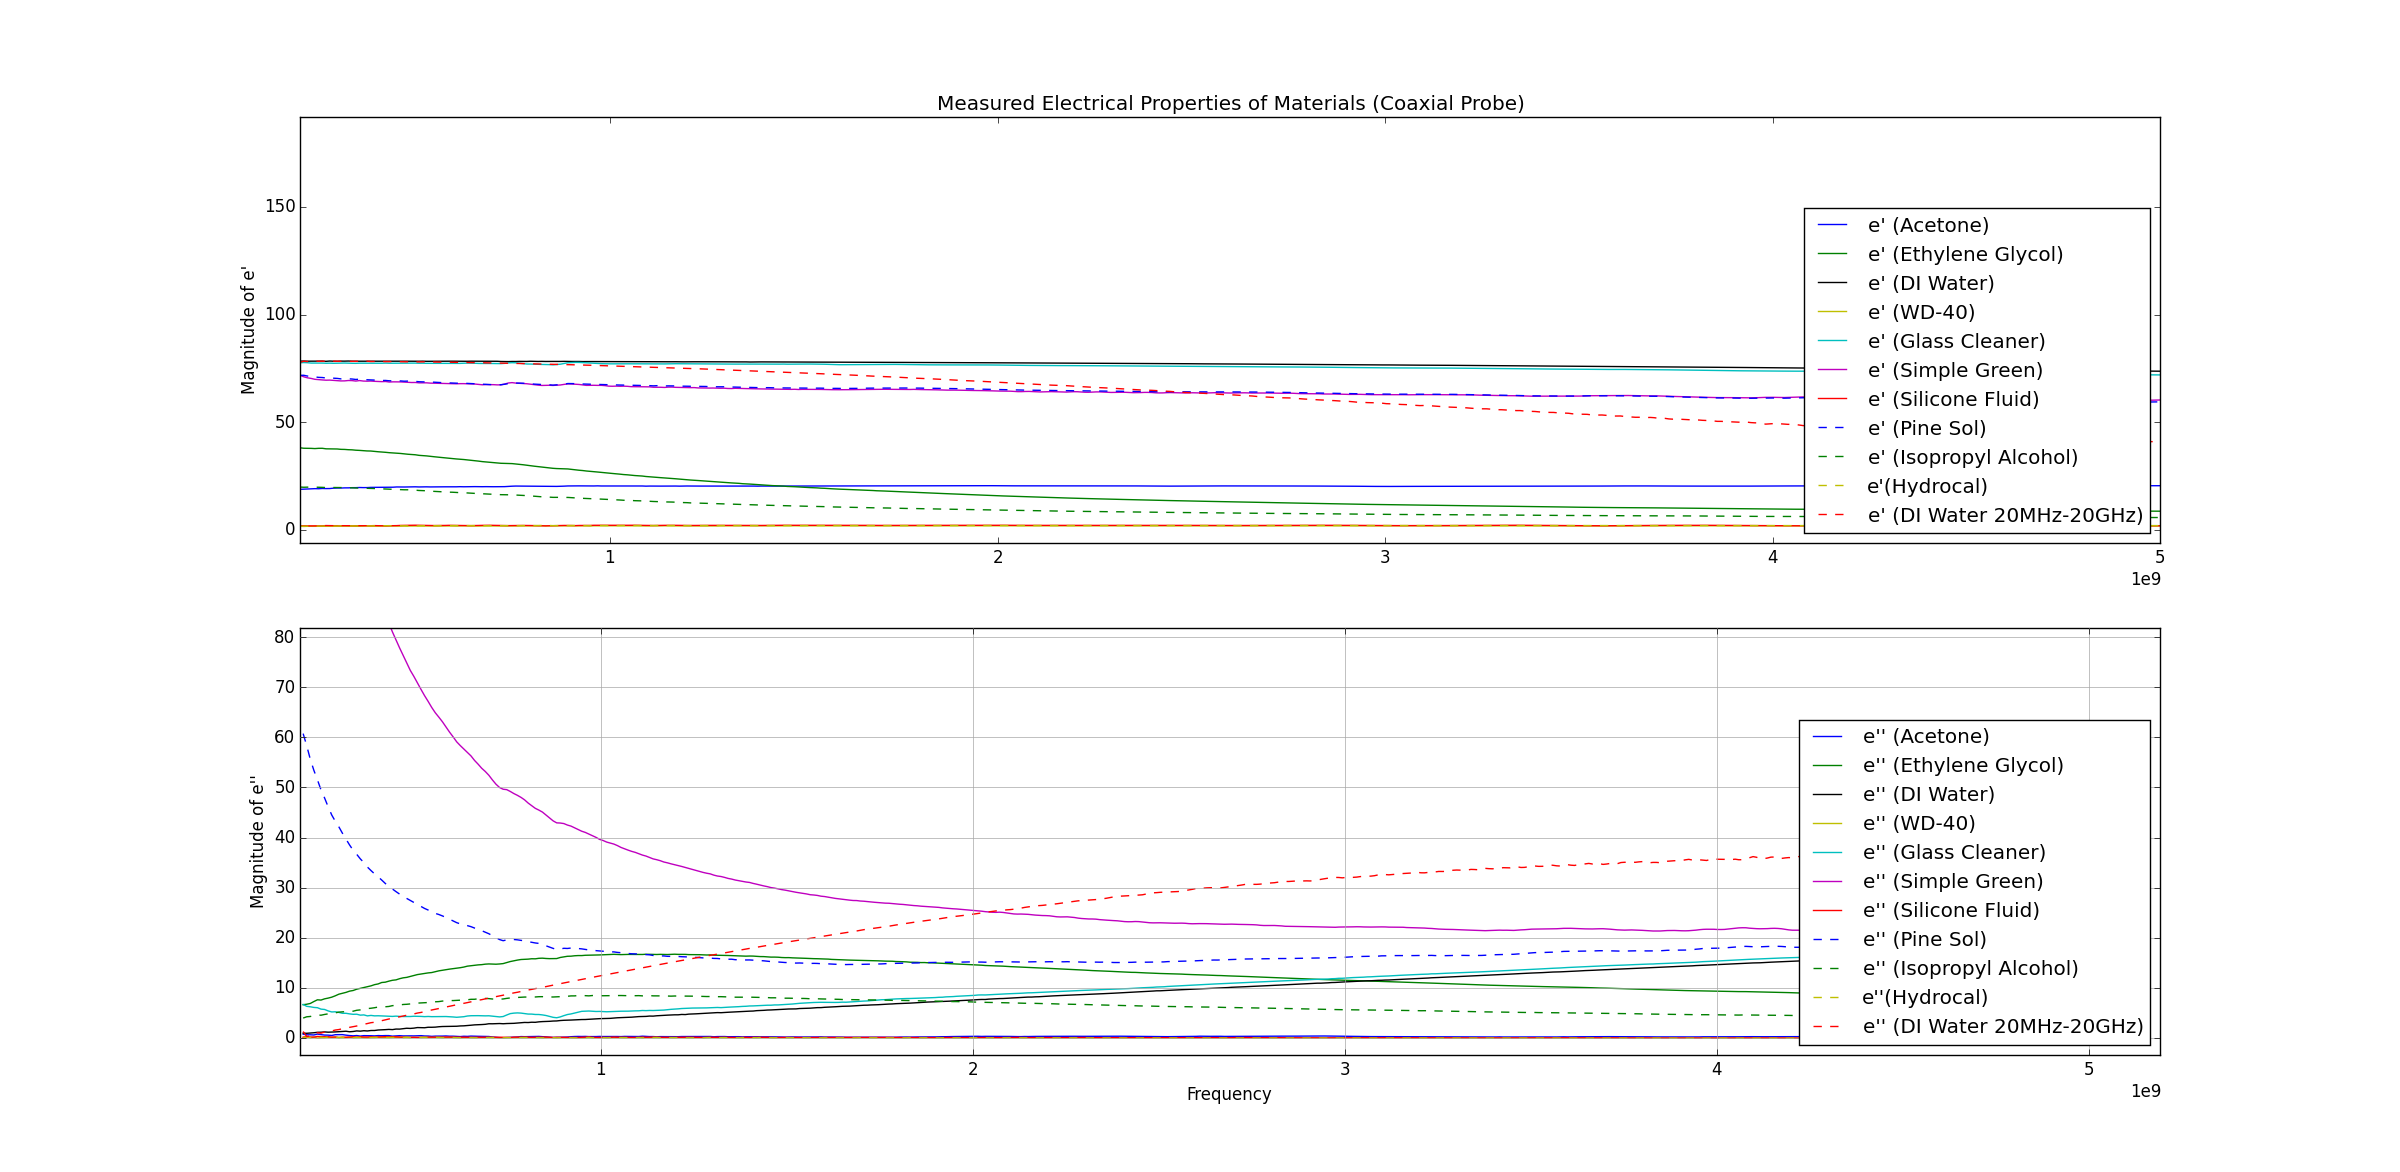 Measured Electrical Properties of Materials (Coaxial Probe)
Magnitude of e'
150
100
50
0
1
2
3
4
5
1e9
e' (Acetone)
e' (Ethylene Glycol)
e' (DI Water)
e' (WD-40)
e' (Glass Cleaner)
e' (Simple Green)
e' (Silicone Fluid)
e' (Pine Sol)
e' (Isopropyl Alcohol)
e'(Hydrocal)
e' (DI Water 20MHz-20GHz)
Magnitude of e''
80
70
60
50
40
30
20
10
0
1
2
3
4
5
1e9
Frequency
e'' (Acetone)
e'' (Ethylene Glycol)
e'' (DI Water)
e'' (WD-40)
e'' (Glass Cleaner)
e'' (Simple Green)
e'' (Silicone Fluid)
e'' (Pine Sol)
e'' (Isopropyl Alcohol)
e''(Hydrocal)
e'' (DI Water 20MHz-20GHz)